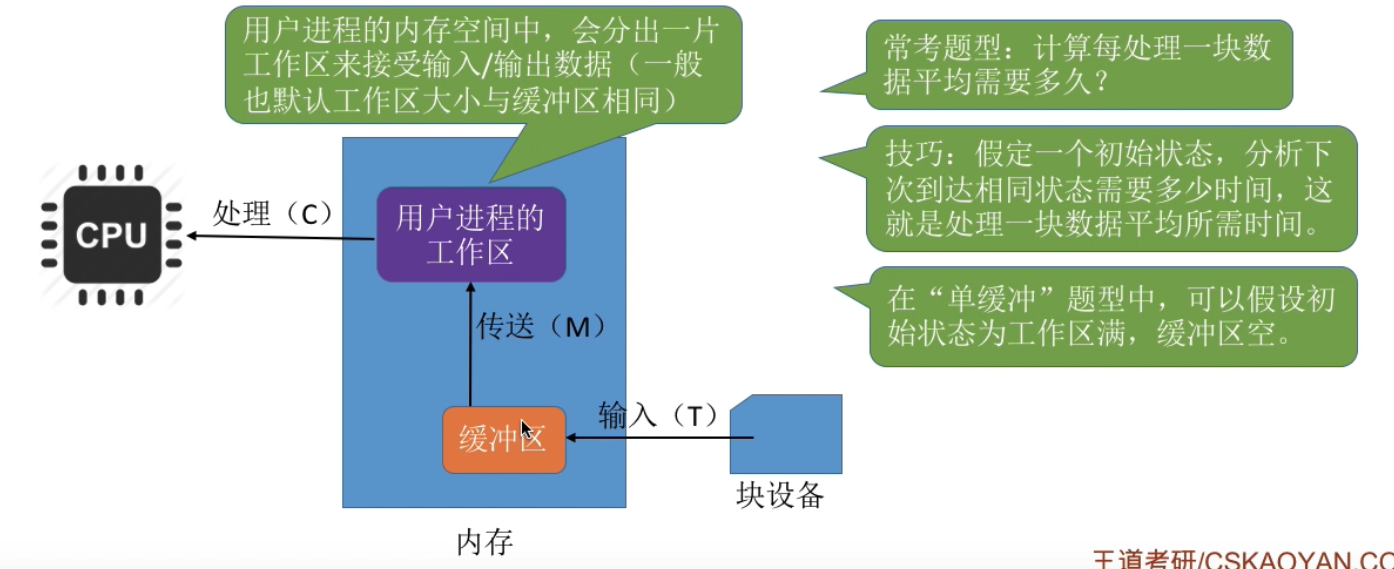 用户进程的内存空间中，会分出一片
工作区来接受输入/输出数据（一般
也默认工作区大小与缓冲区相同）
常考题型：计算每处理一块数
据平均需要多久？
技巧：假定一个初始状态，分析下
次到达相同状态需要多少时间，这
就是处理一块数据平均所需时间。
在“单缓冲”题型中，可以假设初
始状态为工作区满，缓冲区空。
CPU
处理（C）
用户进程的
工作区
传送（M）
缓冲区
输入（T）
块设备
内存
王道考研/CSKAOYAN.CO